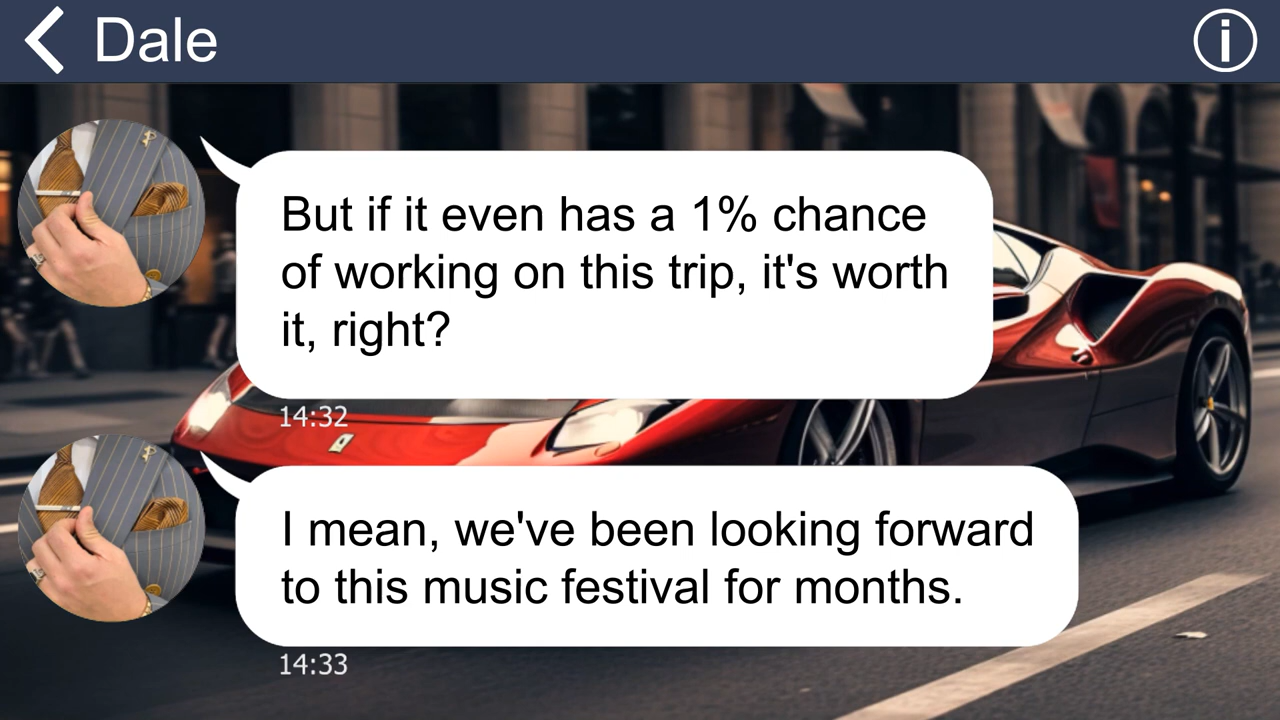 Dale
But if it even has a 1% chance
of working on this trip, it's worth
it, right?
14:32
I mean, we've been looking forward
to this music festival for months.
14:33